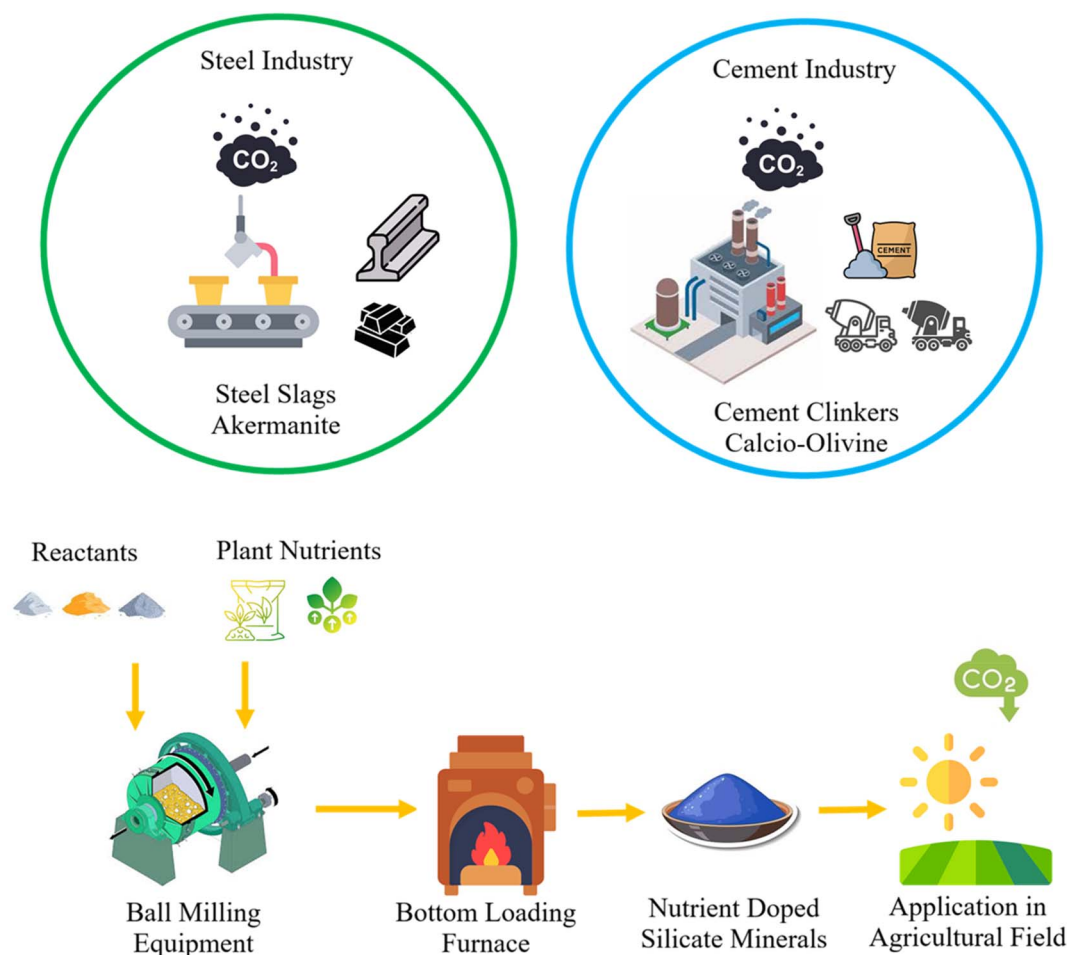 Steel Industry
CO₂
Steel Slags
Akermanite
Cement Industry
CO₂
CEMENT
Cement Clinkers
Calcio-Olivine
Reactants
Plant Nutrients
CO₂
Ball Milling
Equipment
Bottom Loading
Furnace
Nutrient Doped
Silicate Minerals
Application in
Agricultural Field